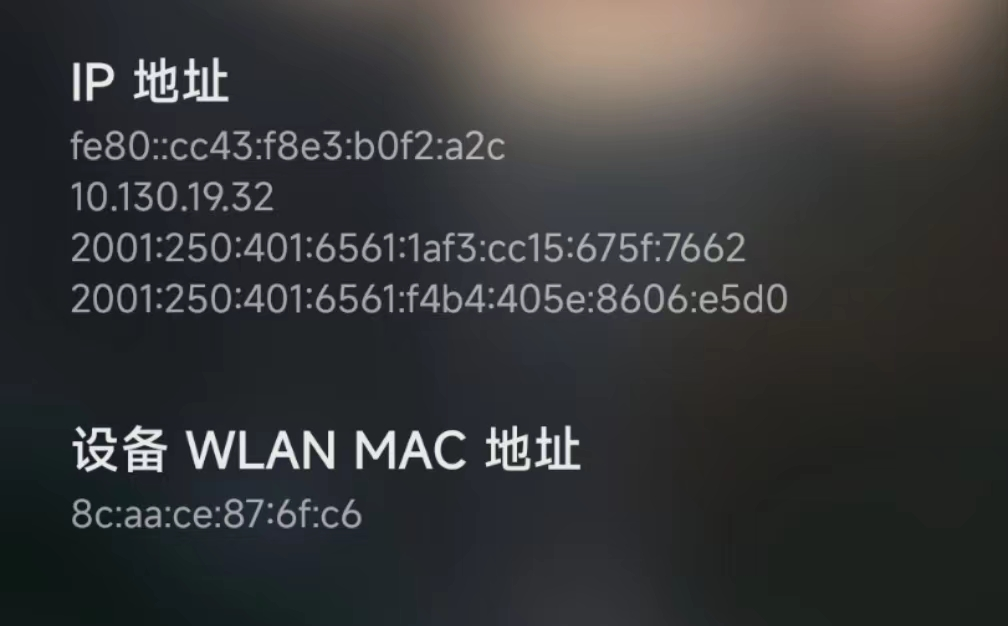 IP 地址
fe80::cc43:f8e3:b0f2:a2c
10.130.19.32
2001:250:401:6561:1af3:cc15:675f:7662
2001:250:401:6561:f4b4:405e:8606:e5d0
设备 WLAN MAC 地址
8c:aa:ce:87:6f:c6